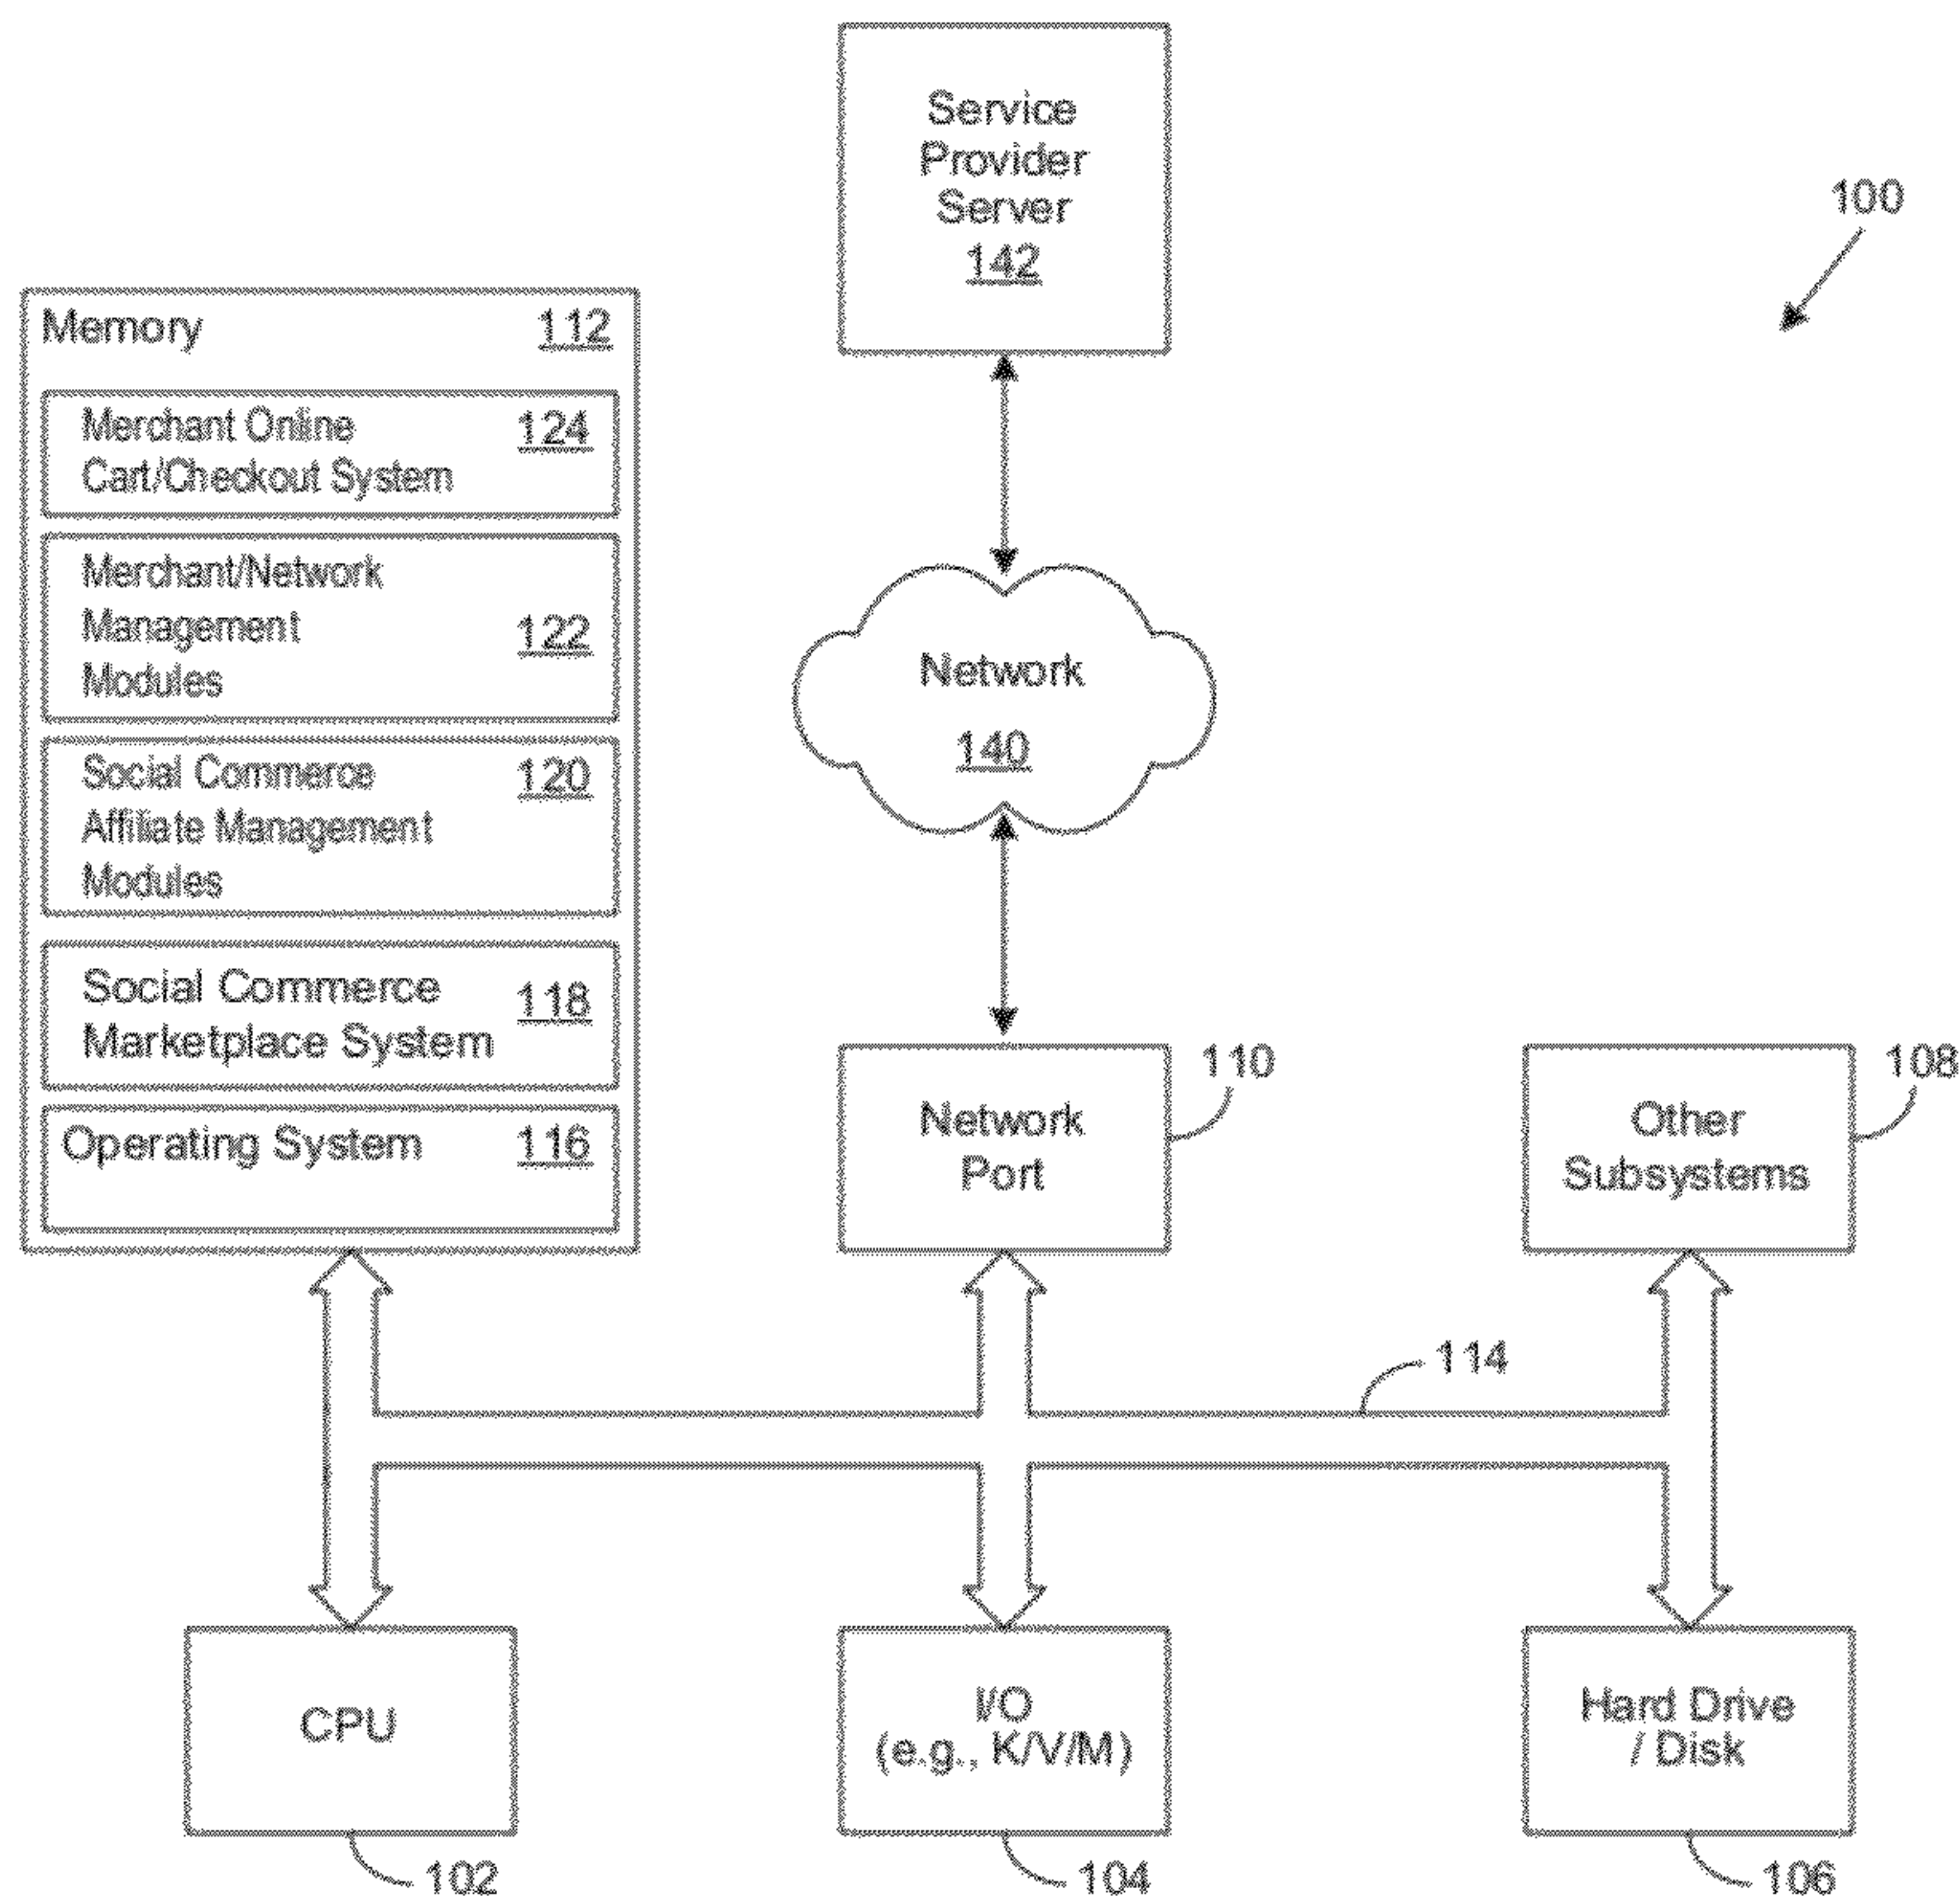 Service
Provider
Server
142
100
Memory 112
Merchant Online 124
Cart/Checkout System
Merchant/Network
Management 122
Modules
Social Commerce 120
Affiliate Management
Modules
Social Commerce 118
Marketplace System
Operating System 116
Network
140
Network
Port
110
Other
Subsystems
108
114
CPU
102
I/O
(e.g., K/V/M)
104
Hard Drive
/ Disk
106